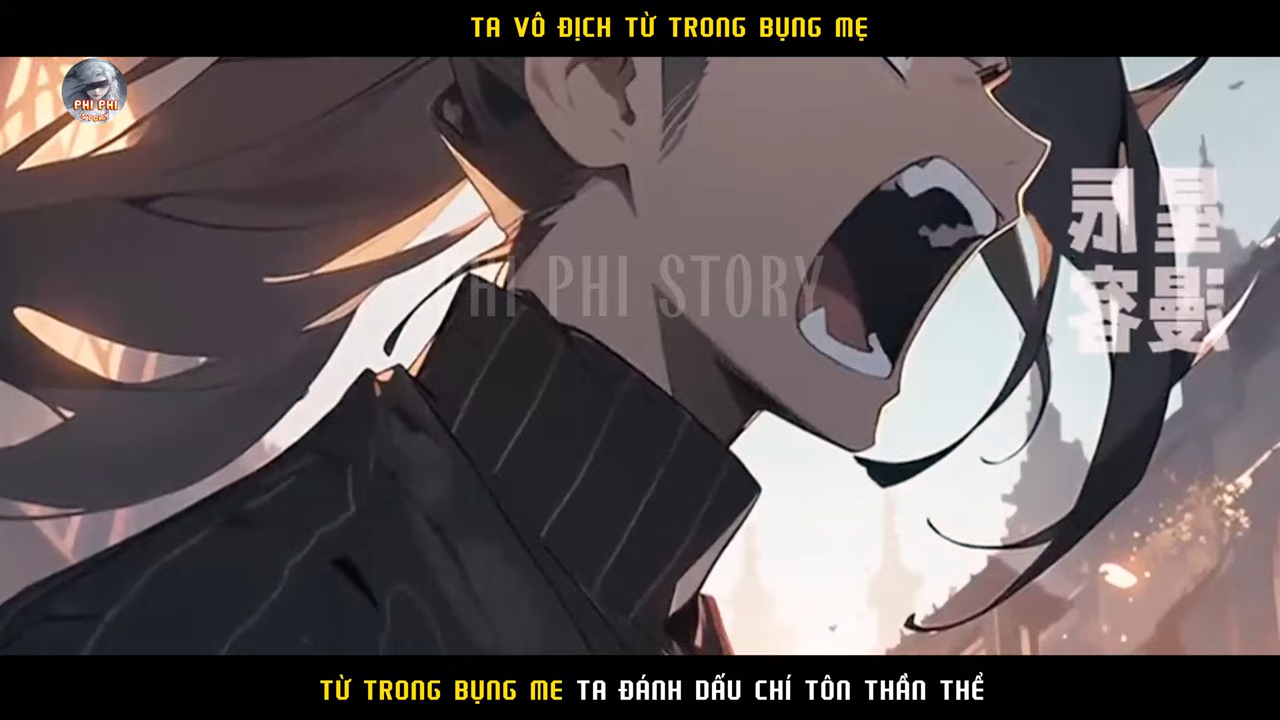 TA VÔ ĐỊCH TỪ TRONG BỤNG MẸ
PHI PHI
STORY
PHI PHI STORY
TỪ TRONG BỤNG ME TA ĐÁNH DẤU CHÍ TÔN THẦN THỂ